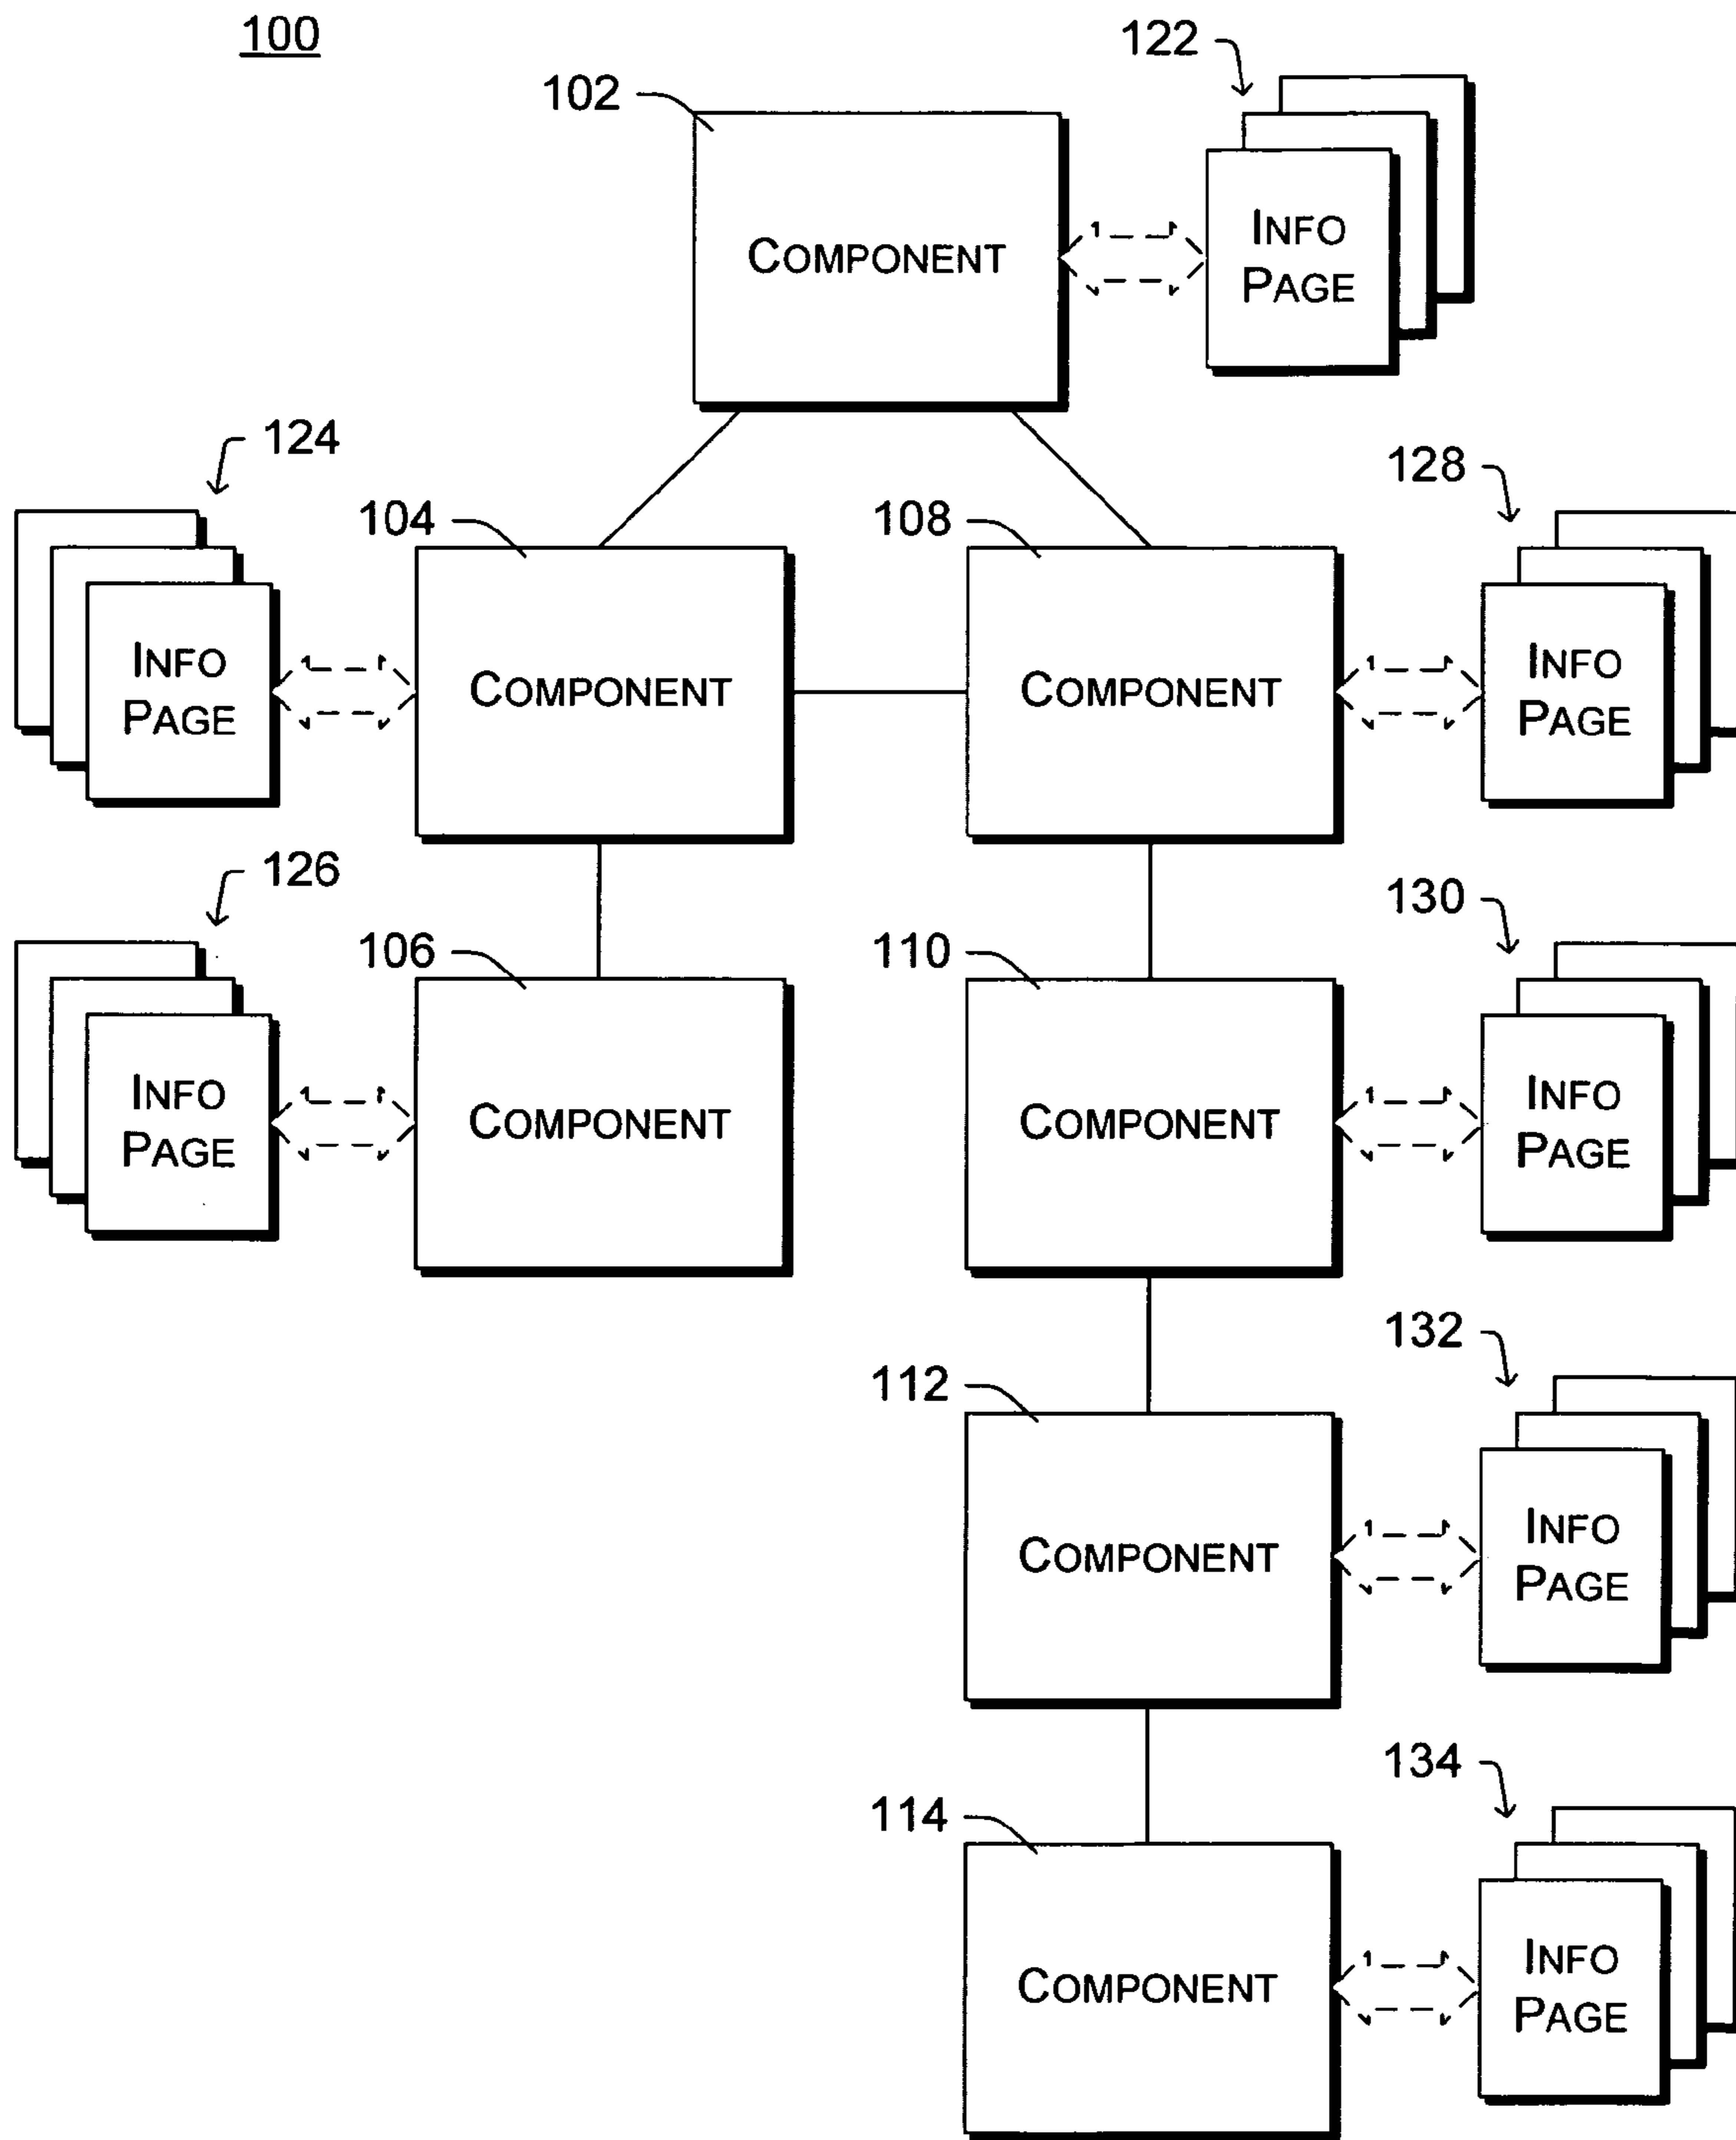 100
122
102
COMPONENT
INFO
PAGE
124
128
104
108
INFO
PAGE
COMPONENT
COMPONENT
INFO
PAGE
126
130
106
110
INFO
PAGE
COMPONENT
COMPONENT
INFO
PAGE
132
112
COMPONENT
INFO
PAGE
134
114
COMPONENT
INFO
PAGE